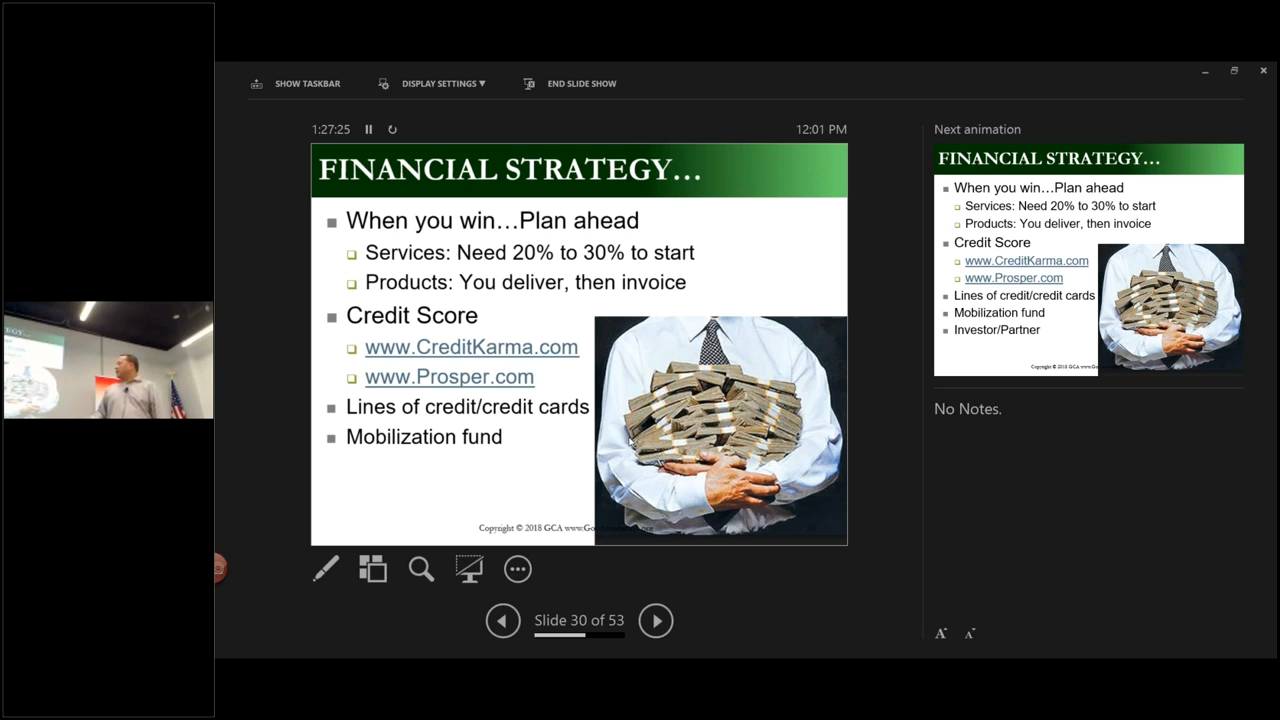 SHOW TASKBAR
DISPLAY SETTINGS ▼
END SLIDE SHOW
1:27:25
12:01 PM
FINANCIAL STRATEGY…
When you win…Plan ahead
Services: Need 20% to 30% to start
Products: You deliver, then invoice
Credit Score
www.CreditKarma.com
www.Prosper.com
Lines of credit/credit cards
Mobilization fund
Copyright © 2018 GCA
Slide 30 of 53
Next animation
FINANCIAL STRATEGY…
When you win…Plan ahead
Services: Need 20% to 30% to start
Products: You deliver, then invoice
Credit Score
www.CreditKarma.com
www.Prosper.com
Lines of credit/credit cards
Mobilization fund
Investor/Partner
Copyright © 2018 GCA
No Notes.
A A